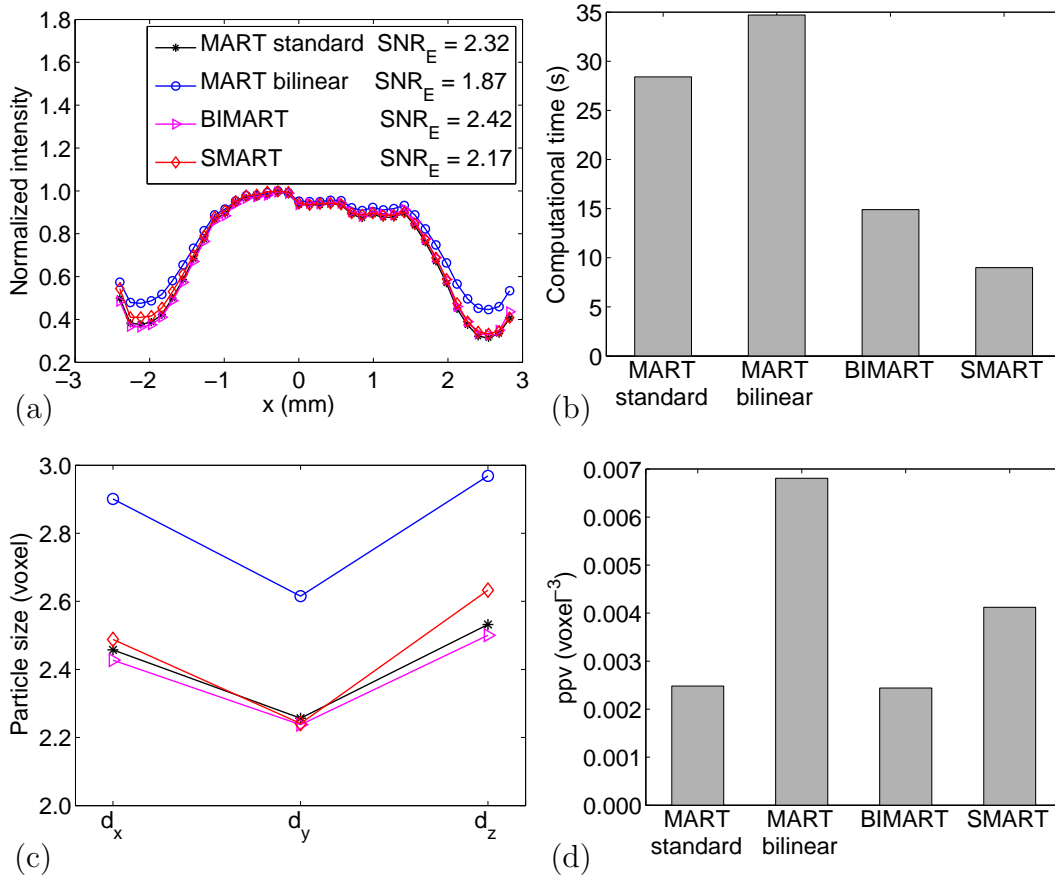 1.8
1.6
1.4
1.2
1.0
0.8
0.6
0.4
0.2
Normalized intensity
MART standard SNR_E = 2.32
MART bilinear SNR_E = 1.87
BIMART SNR_E = 2.42
SMART SNR_E = 2.17
−3 −2 −1 0 1 2 3
x (mm)
(a)
35
30
25
20
15
10
5
0
Computational time (s)
MART standard
MART bilinear
BIMART
SMART
(b)
3.0
2.8
2.6
2.4
2.2
2.0
Particle size (voxel)
d_x d_y d_z
(c)
0.007
0.006
0.005
0.004
0.003
0.002
0.001
0.000
ppv (voxel⁻³)
MART standard
MART bilinear
BIMART
SMART
(d)